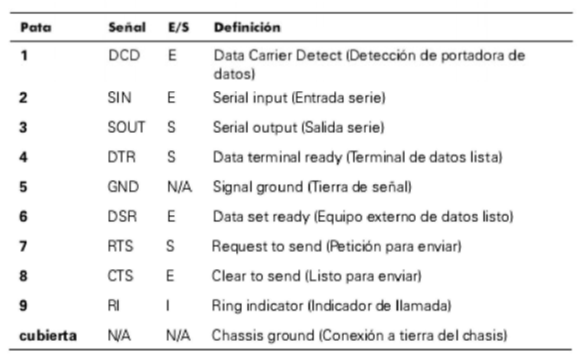 Pata Señal E/S Definición
1 DCD E Data Carrier Detect (Detección de portadora de
datos)
2 SIN E Serial input (Entrada serie)
3 SOUT S Serial output (Salida serie)
4 DTR S Data terminal ready (Terminal de datos lista)
5 GND N/A Signal ground (Tierra de señal)
6 DSR E Data set ready (Equipo externo de datos listo)
7 RTS S Request to send (Petición para enviar)
8 CTS E Clear to send (Listo para enviar)
9 RI I Ring indicator (Indicador de llamada)
cubierta N/A N/A Chassis ground (Conexión a tierra del chasis)